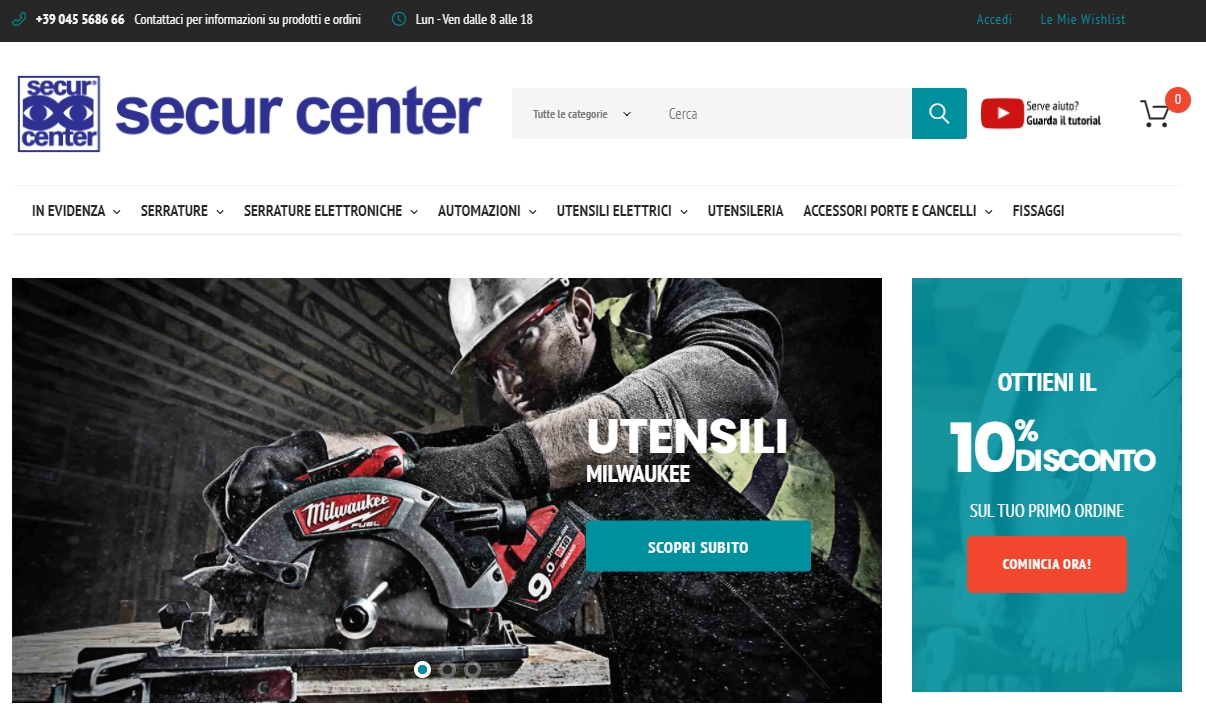 +39 045 5686 66 Contattaci per informazioni su prodotti e ordini Lun - Ven dalle 8 alle 18 Accedi Le Mie Wishlist
secur®
center
secur center
Tutte le categorie Cerca
Serve aiuto?
Guarda il tutorial
0
IN EVIDENZA SERRATURE SERRATURE ELETTRONICHE AUTOMAZIONI UTENSILI ELETTRICI UTENSILERIA ACCESSORI PORTE E CANCELLI FISSAGGI
UTENSILI
MILWAUKEE
SCOPRI SUBITO
Milwaukee
FUEL
9.0
OTTIENI IL
10% DISCONTO
SUL TUO PRIMO ORDINE
COMINCIA ORA!